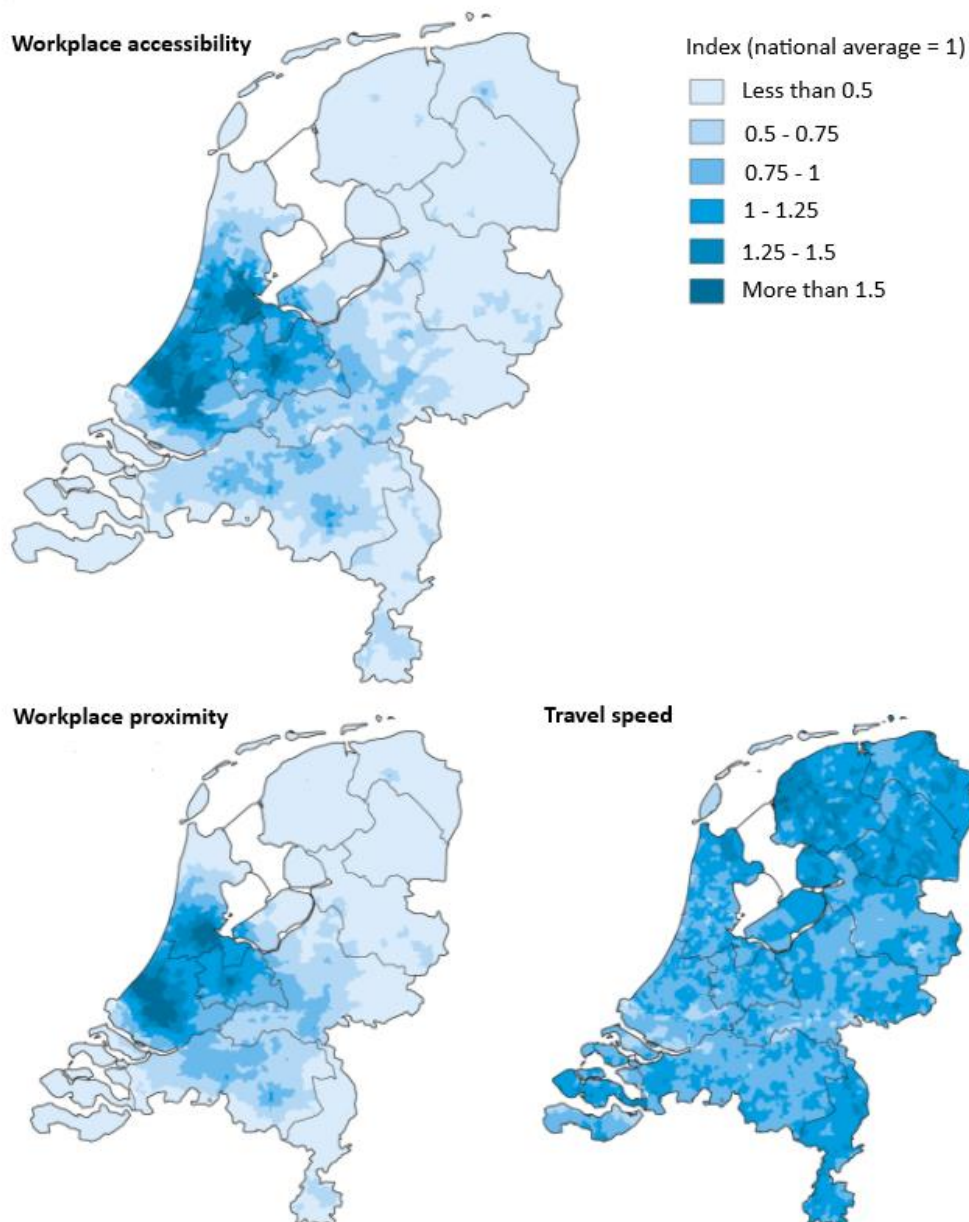 Workplace accessibility
Index (national average = 1)
Less than 0.5
0.5 - 0.75
0.75 - 1
1 - 1.25
1.25 - 1.5
More than 1.5
Workplace proximity
Travel speed